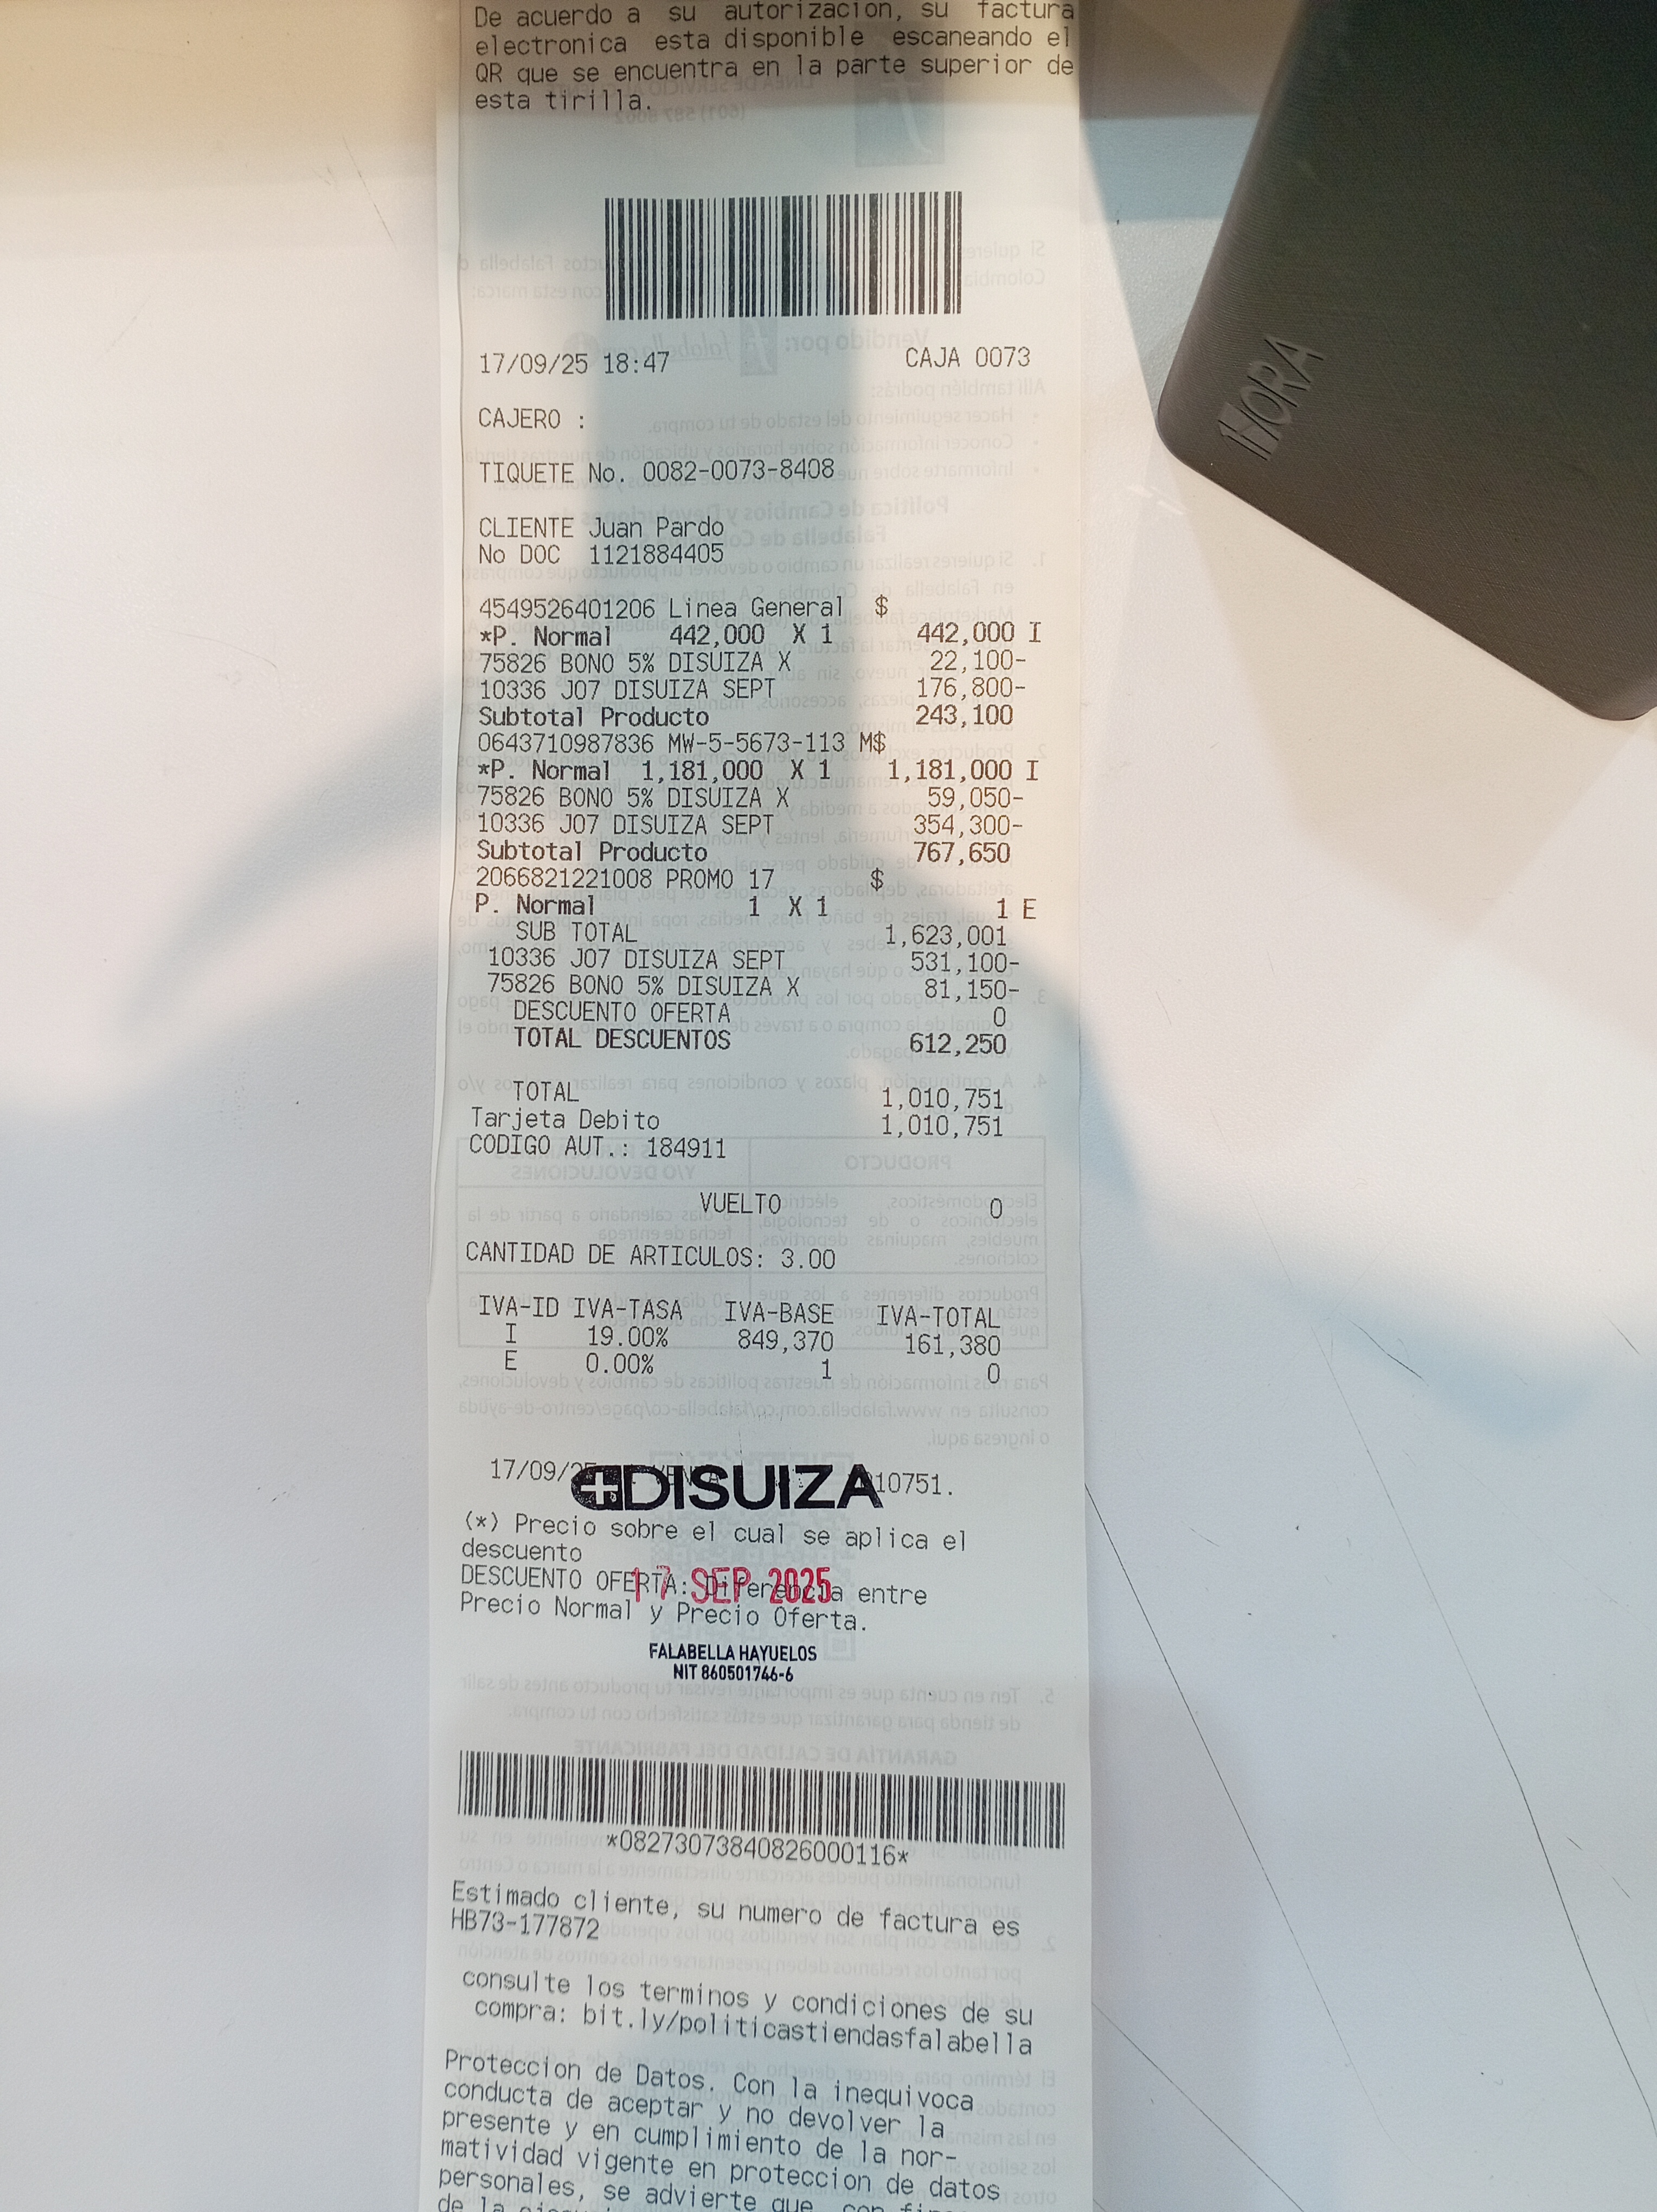 De acuerdo a su autorizacion, su factura
electronica esta disponible escaneando el
QR que se encuentra en la parte superior de
esta tirilla.
17/09/25 18:47 CAJA 0073
CAJERO :
TIQUETE No. 0082-0073-8408
CLIENTE Juan Pardo
No DOC 1121884405
4549526401206 Linea General $
*P. Normal 442,000 X 1 442,000 I
75826 BONO 5% DISUIZA X 22,100-
10336 J07 DISUIZA SEPT 176,800-
Subtotal Producto 243,100
0643710987836 MW-5-5673-113 M$
*P. Normal 1,181,000 X 1 1,181,000 I
75826 BONO 5% DISUIZA X 59,050-
10336 J07 DISUIZA SEPT 354,300-
Subtotal Producto 767,650
2066821221008 PROMO 17 $
P. Normal 1 X 1 1 E
SUB TOTAL 1,623,001
10336 J07 DISUIZA SEPT 531,100-
75826 BONO 5% DISUIZA X 81,150-
DESCUENTO OFERTA 0
TOTAL DESCUENTOS 612,250
TOTAL 1,010,751
Tarjeta Debito 1,010,751
CODIGO AUT.: 184911
VUELTO 0
CANTIDAD DE ARTICULOS: 3.00
IVA-ID IVA-TASA IVA-BASE IVA-TOTAL
I 19.00% 849,370 161,380
E 0.00% 1 0
DISUIZA
(*) Precio sobre el cual se aplica el
descuento
17 SEP 2025
DESCUENTO OFERTA: Diferencia entre
Precio Normal y Precio Oferta.
FALABELLA HAYUELOS
NIT 860501746-6
*08273073840826000116*
Estimado cliente, su numero de factura es
HB73-177872
consulte los terminos y condiciones de su
compra: bit.ly/politicastiendasfalabella
Proteccion de Datos. Con la inequivoca
conducta de aceptar y no devolver la
presente y en cumplimiento de la nor-
matividad vigente en proteccion de datos
personales, se advierte que, con
de la
1HORA